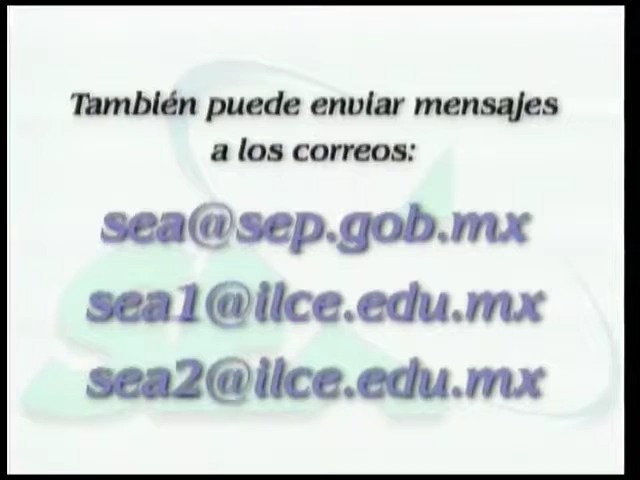 También puede enviar mensajes
a los correos:
sea@sep.gob.mx
sea1@ilce.edu.mx
sea2@ilce.edu.mx